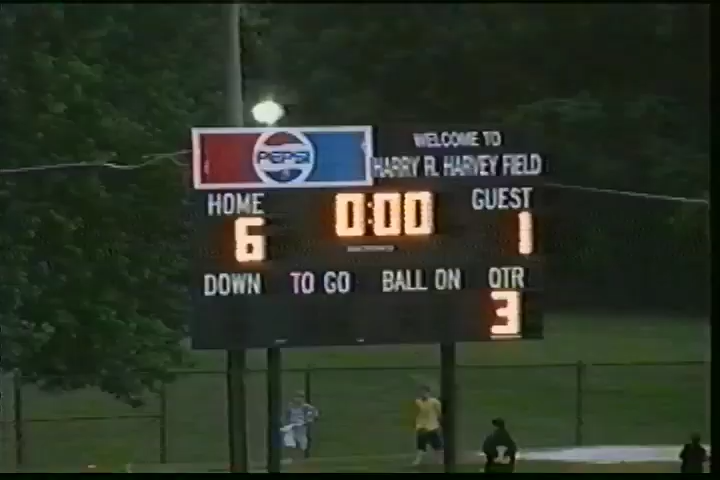 PEPSI
WELCOME TO
HARRY R. HARVEY FIELD
HOME 0:00 GUEST
6 1
DOWN TO GO BALL ON QTR
3